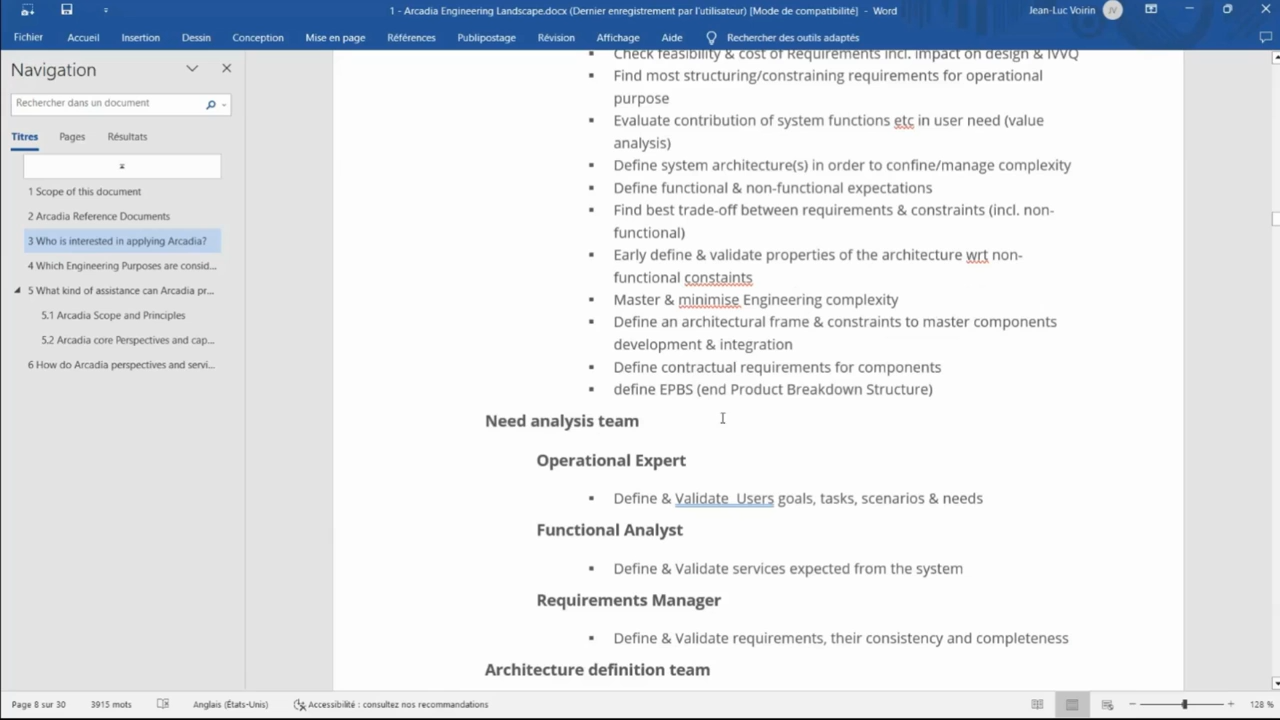 1 - Arcadia Engineering Landscape.docx (Dernier enregistrement par l'utilisateur) [Mode de compatibilité] - Word
Jean-Luc Voirin JV
Fichier Accueil Insertion Dessin Conception Mise en page Références Publipostage Révision Affichage Aide Rechercher des outils adaptés
Navigation
Rechercher dans un document
Titres Pages Résultats
1 Scope of this document
2 Arcadia Reference Documents
3 Who is interested in applying Arcadia?
4 Which Engineering Purposes are consid...
5 What kind of assistance can Arcadia pr...
5.1 Arcadia Scope and Principles
5.2 Arcadia core Perspectives and cap...
6 How do Arcadia perspectives and servi...
▪ Check feasibility & cost of Requirements incl. impact on design & IVVQ
▪ Find most structuring/constraining requirements for operational
purpose
▪ Evaluate contribution of system functions etc in user need (value
analysis)
▪ Define system architecture(s) in order to confine/manage complexity
▪ Define functional & non-functional expectations
▪ Find best trade-off between requirements & constraints (incl. non-
functional)
▪ Early define & validate properties of the architecture wrt non-
functional constaints
▪ Master & minimise Engineering complexity
▪ Define an architectural frame & constraints to master components
development & integration
▪ Define contractual requirements for components
▪ define EPBS (end Product Breakdown Structure)
Need analysis team
Operational Expert
▪ Define & Validate  Users goals, tasks, scenarios & needs
Functional Analyst
▪ Define & Validate services expected from the system
Requirements Manager
▪ Define & Validate requirements, their consistency and completeness
Architecture definition team
Page 8 sur 30 3915 mots Anglais (États-Unis) Accessibilité : consultez nos recommandations 128 %